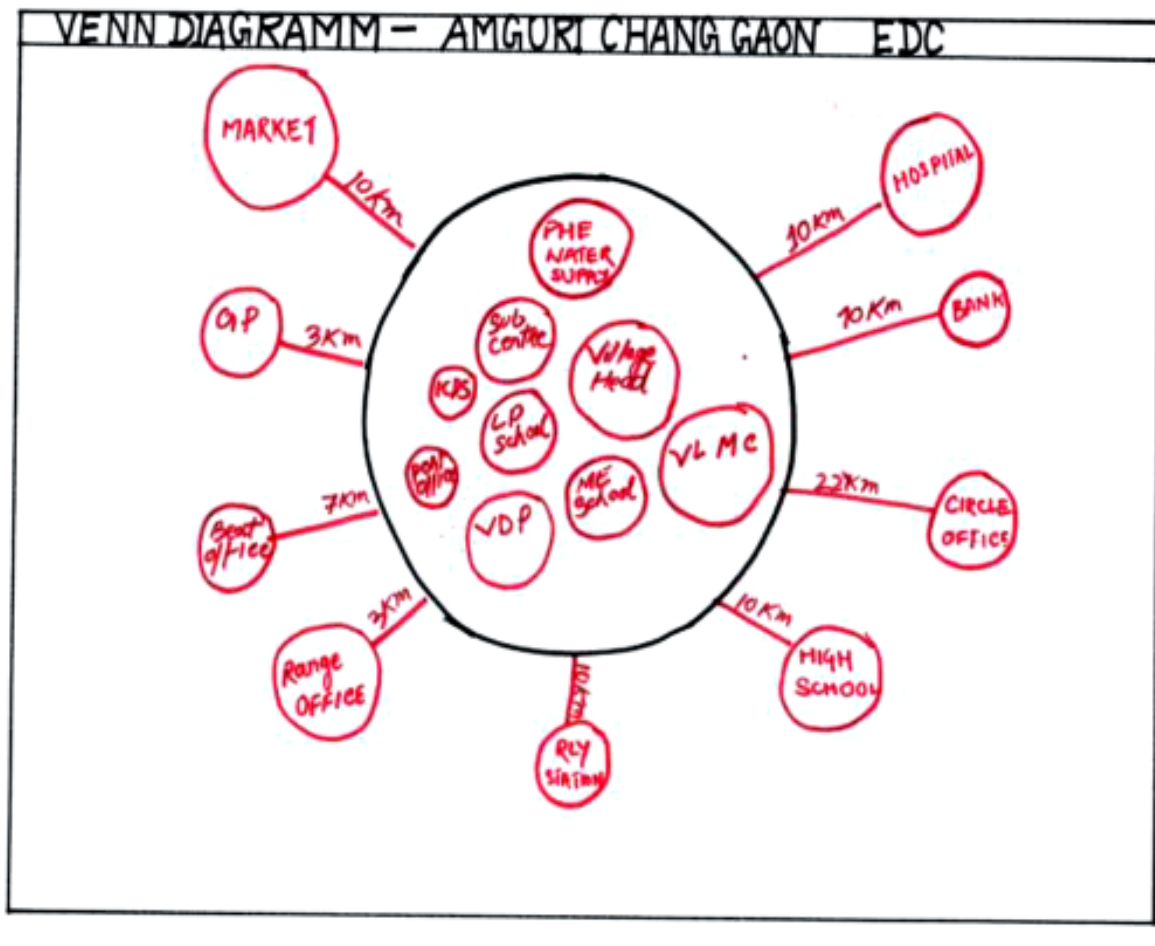 VENN DIAGRAMM - AMGURI CHANG GAON EDC
MARKET
10Km
HOSPITAL
10Km
GP
3Km
BANK
10Km
PHE
WATER
SUPPLY
Sub
centre
Village
Head
ICDS
LP
School
VLMC
Post
office
ME
School
VDP
Beat
office
7Km
22Km
CIRCLE
OFFICE
Range
OFFICE
3Km
10Km
HIGH
SCHOOL
10Km
RLY
STATION